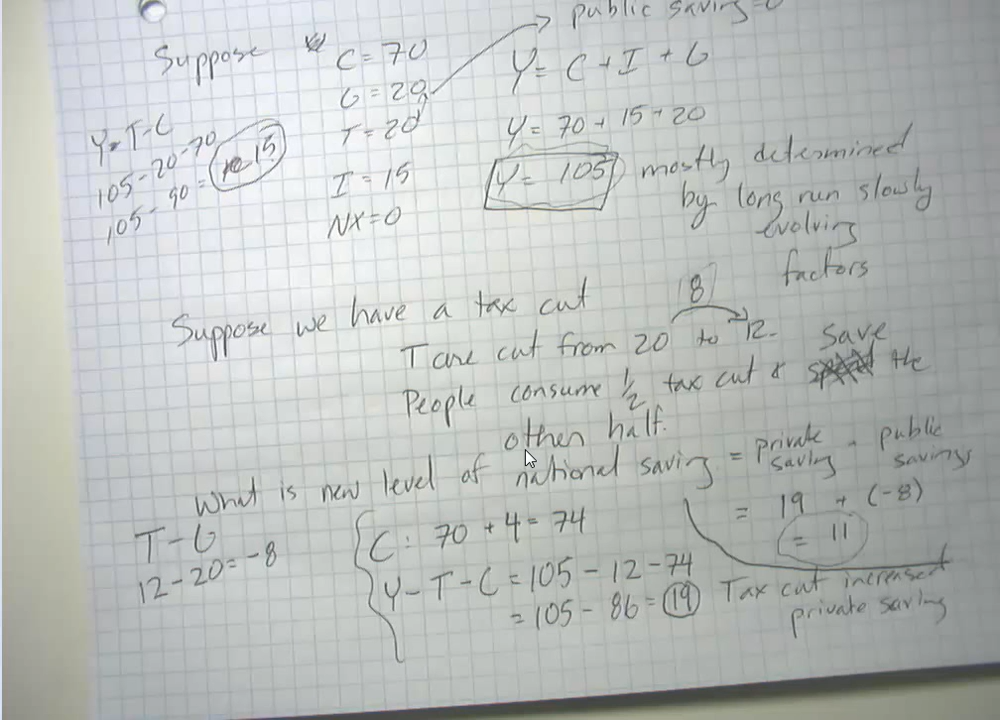 public saving = 0
Suppose
C = 70
G = 20
T = 20
I = 15
NX = 0
Y = C + I + G
Y = 70 + 15 + 20
Y = 105
mostly determined
by long run slowly
evolving
factors
Y - T - C
105 - 20 - 70
105 - 90 = 15
Suppose we have a tax cut
8
T are cut from 20 to 12.
People consume 1/2 tax cut & save the
other half.
What is new level of national saving = private saving + public savings
= 19 + (-8)
= 11
T - G
12 - 20 = -8
C: 70 + 4 = 74
Y - T - C = 105 - 12 - 74
= 105 - 86 = 19
Tax cut increased
private saving